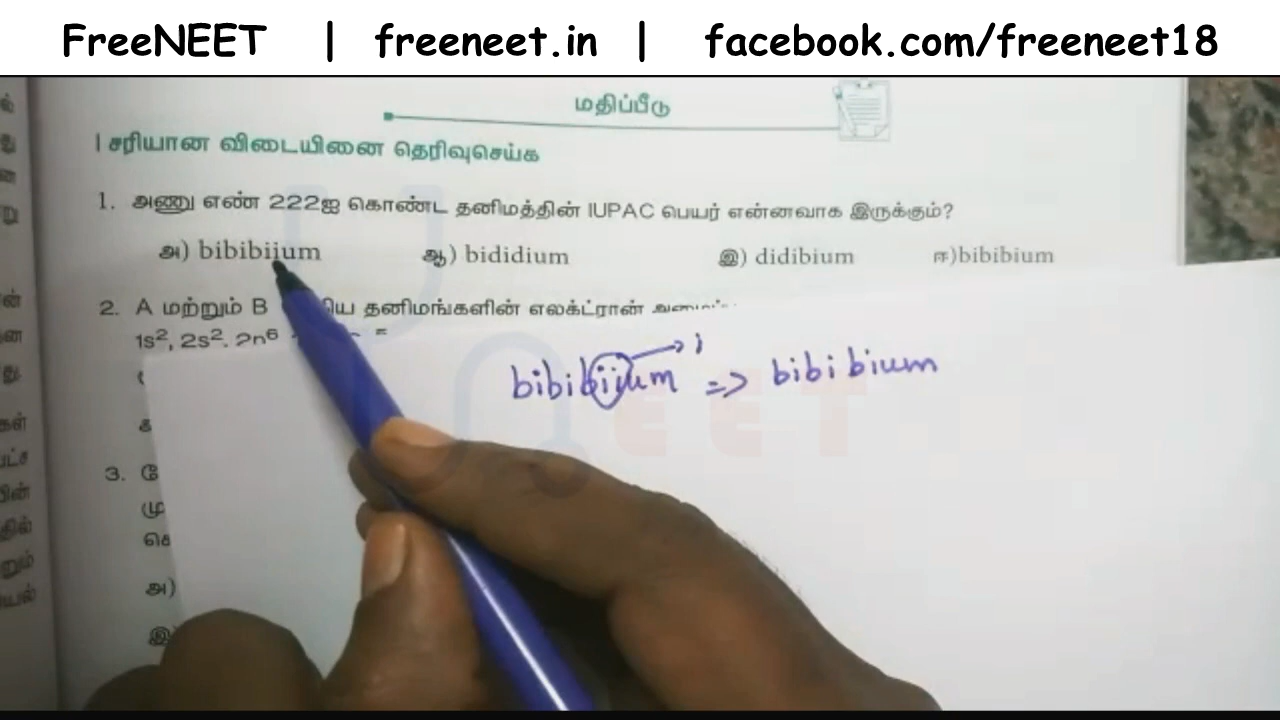 FreeNEET | freeneet.in | facebook.com/freeneet18
மதிப்பீடு
I சரியான விடையினை தெரிவுசெய்க
1. அணு எண் 222ஐ கொண்ட தனிமத்தின் IUPAC பெயர் என்னவாக இருக்கும்?
அ) bibibiium ஆ) bididium இ) didibium ஈ)bibibium
2. A மற்றும் B தனிமங்களின் எலக்ட்ரான்
1s², 2s²,
bibibiium → i => bibibium
3.
அ)
EET